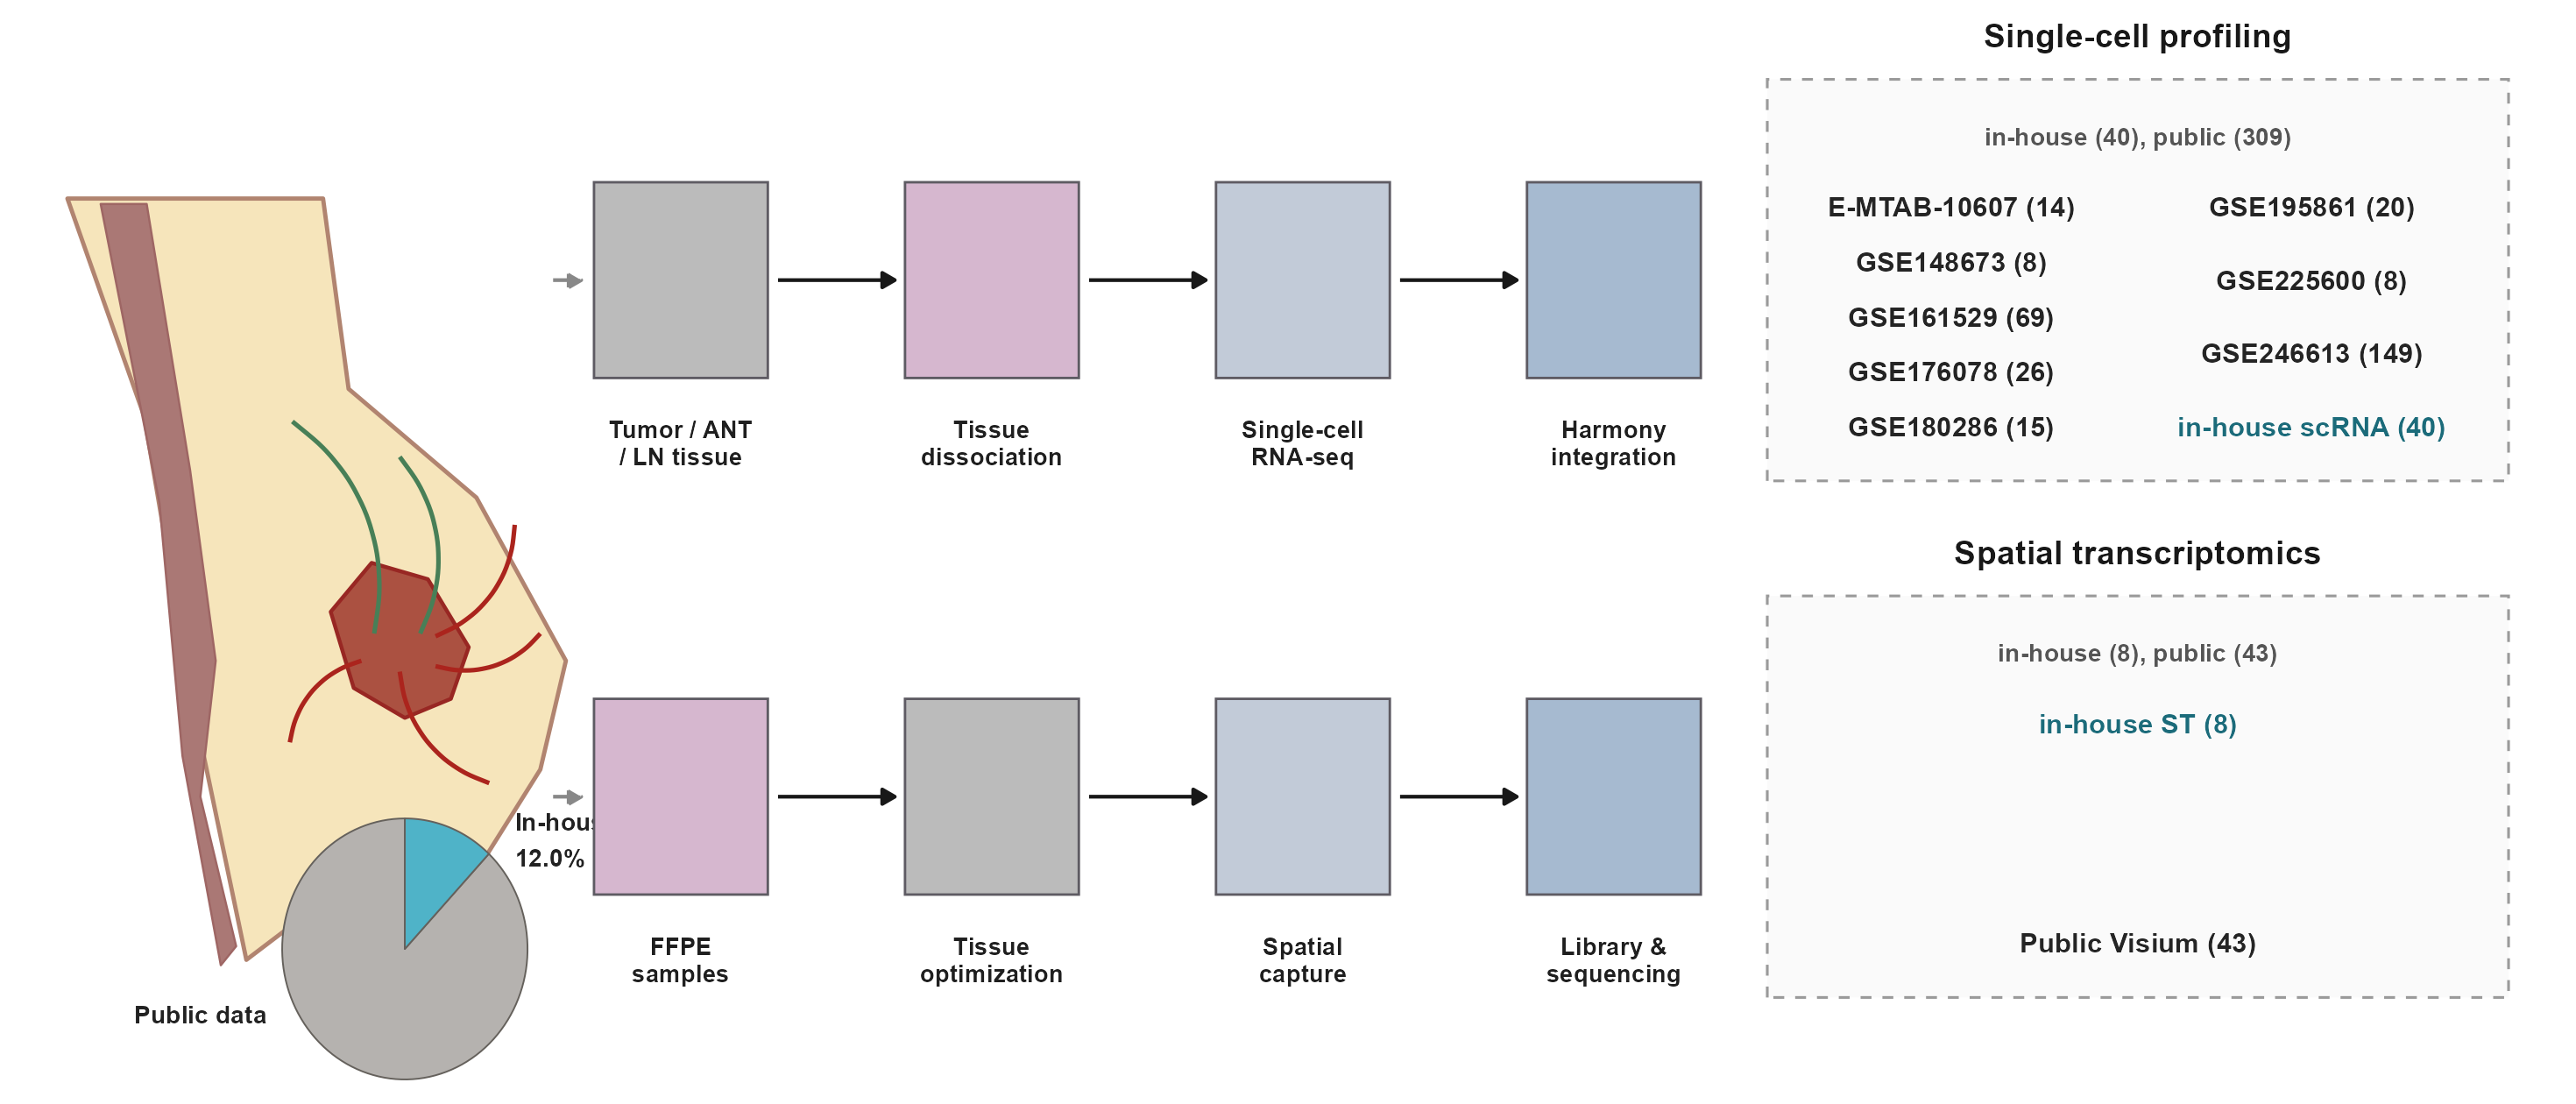 Single-cell profiling
in-house (40), public (309)
E-MTAB-10607 (14)
GSE148673 (8)
GSE161529 (69)
GSE176078 (26)
GSE180286 (15)
GSE195861 (20)
GSE225600 (8)
GSE246613 (149)
in-house scRNA (40)
Tumor / ANT
/ LN tissue
Tissue
dissociation
Single-cell
RNA-seq
Harmony
integration
Spatial transcriptomics
in-house (8), public (43)
in-house ST (8)
Public Visium (43)
In-hou
12.0%
Public data
FFPE
samples
Tissue
optimization
Spatial
capture
Library &
sequencing